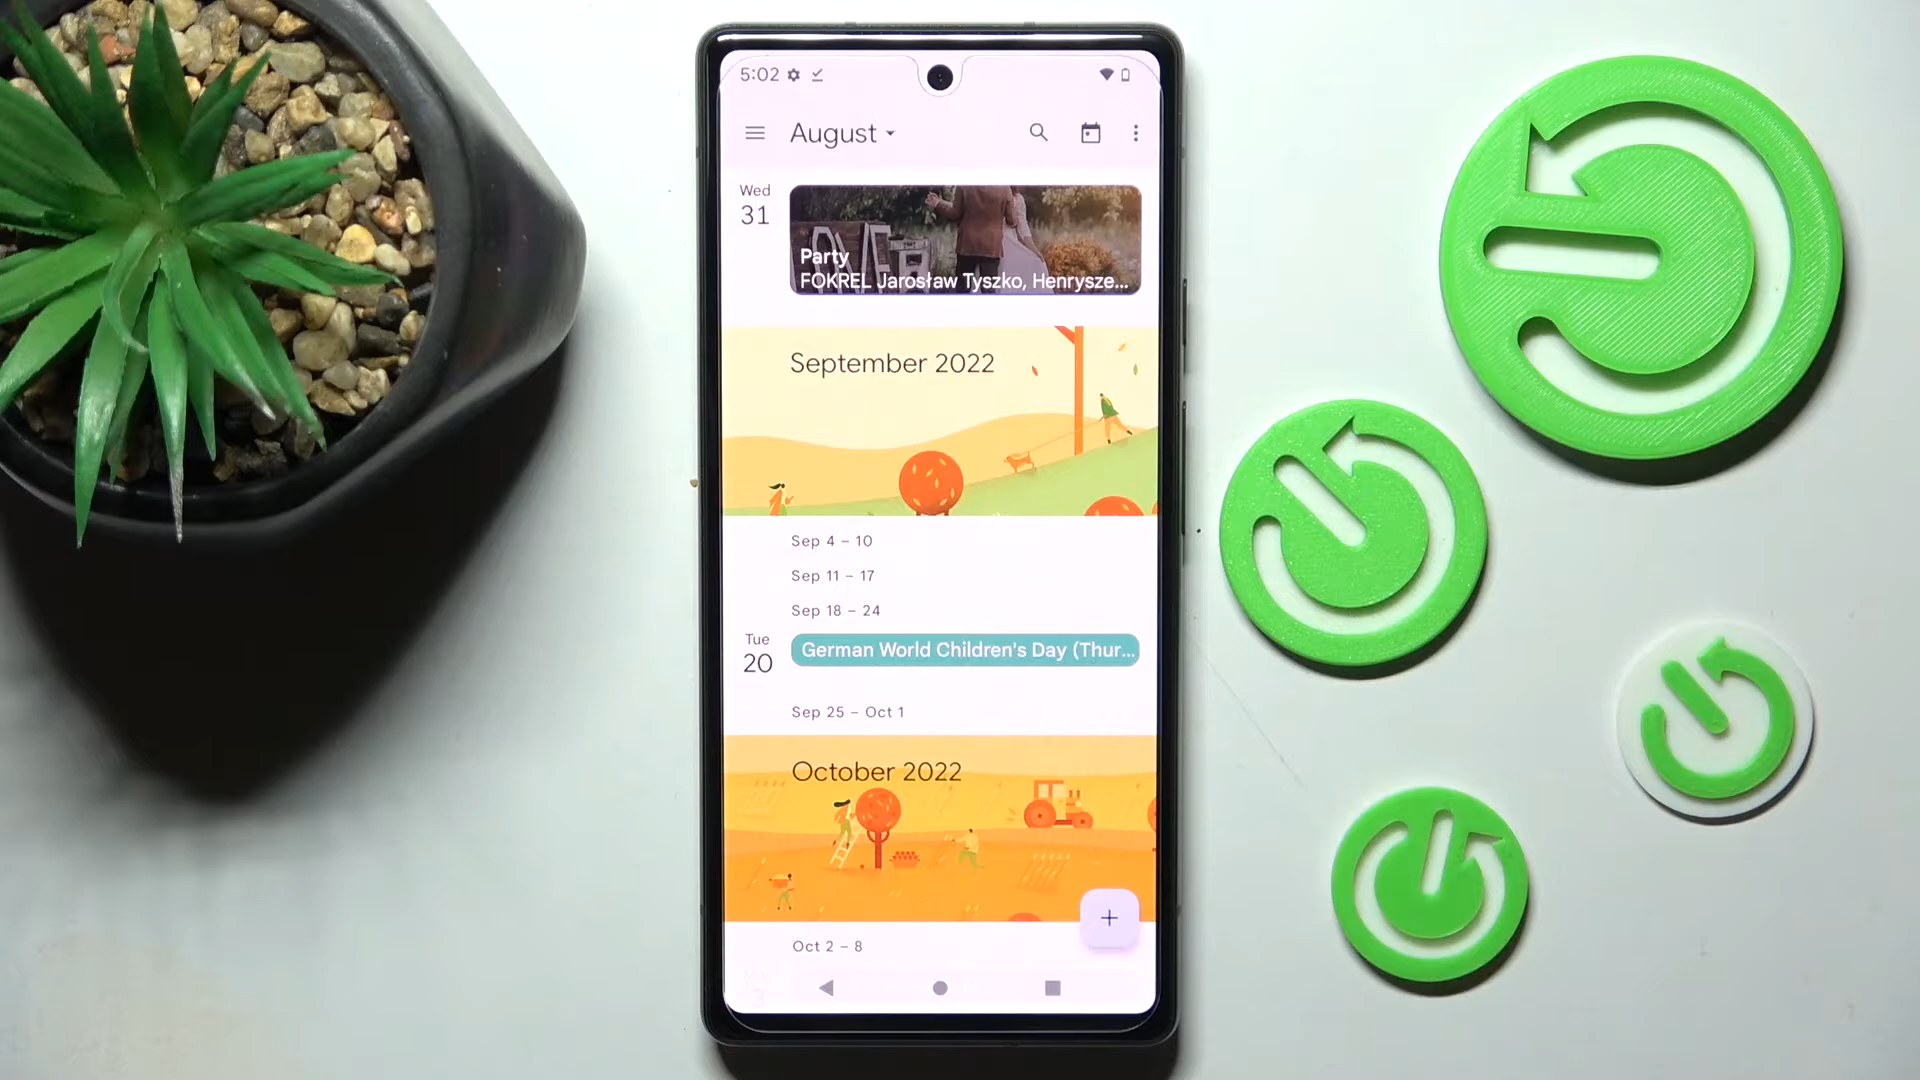 5:02
August
Wed
31
Party
FOKREL Jarosław Tyszko, Henrysze...
September 2022
Sep 4 – 10
Sep 11 – 17
Sep 18 – 24
Tue
20
German World Children's Day (Thur...
Sep 25 – Oct 1
October 2022
Oct 2 – 8